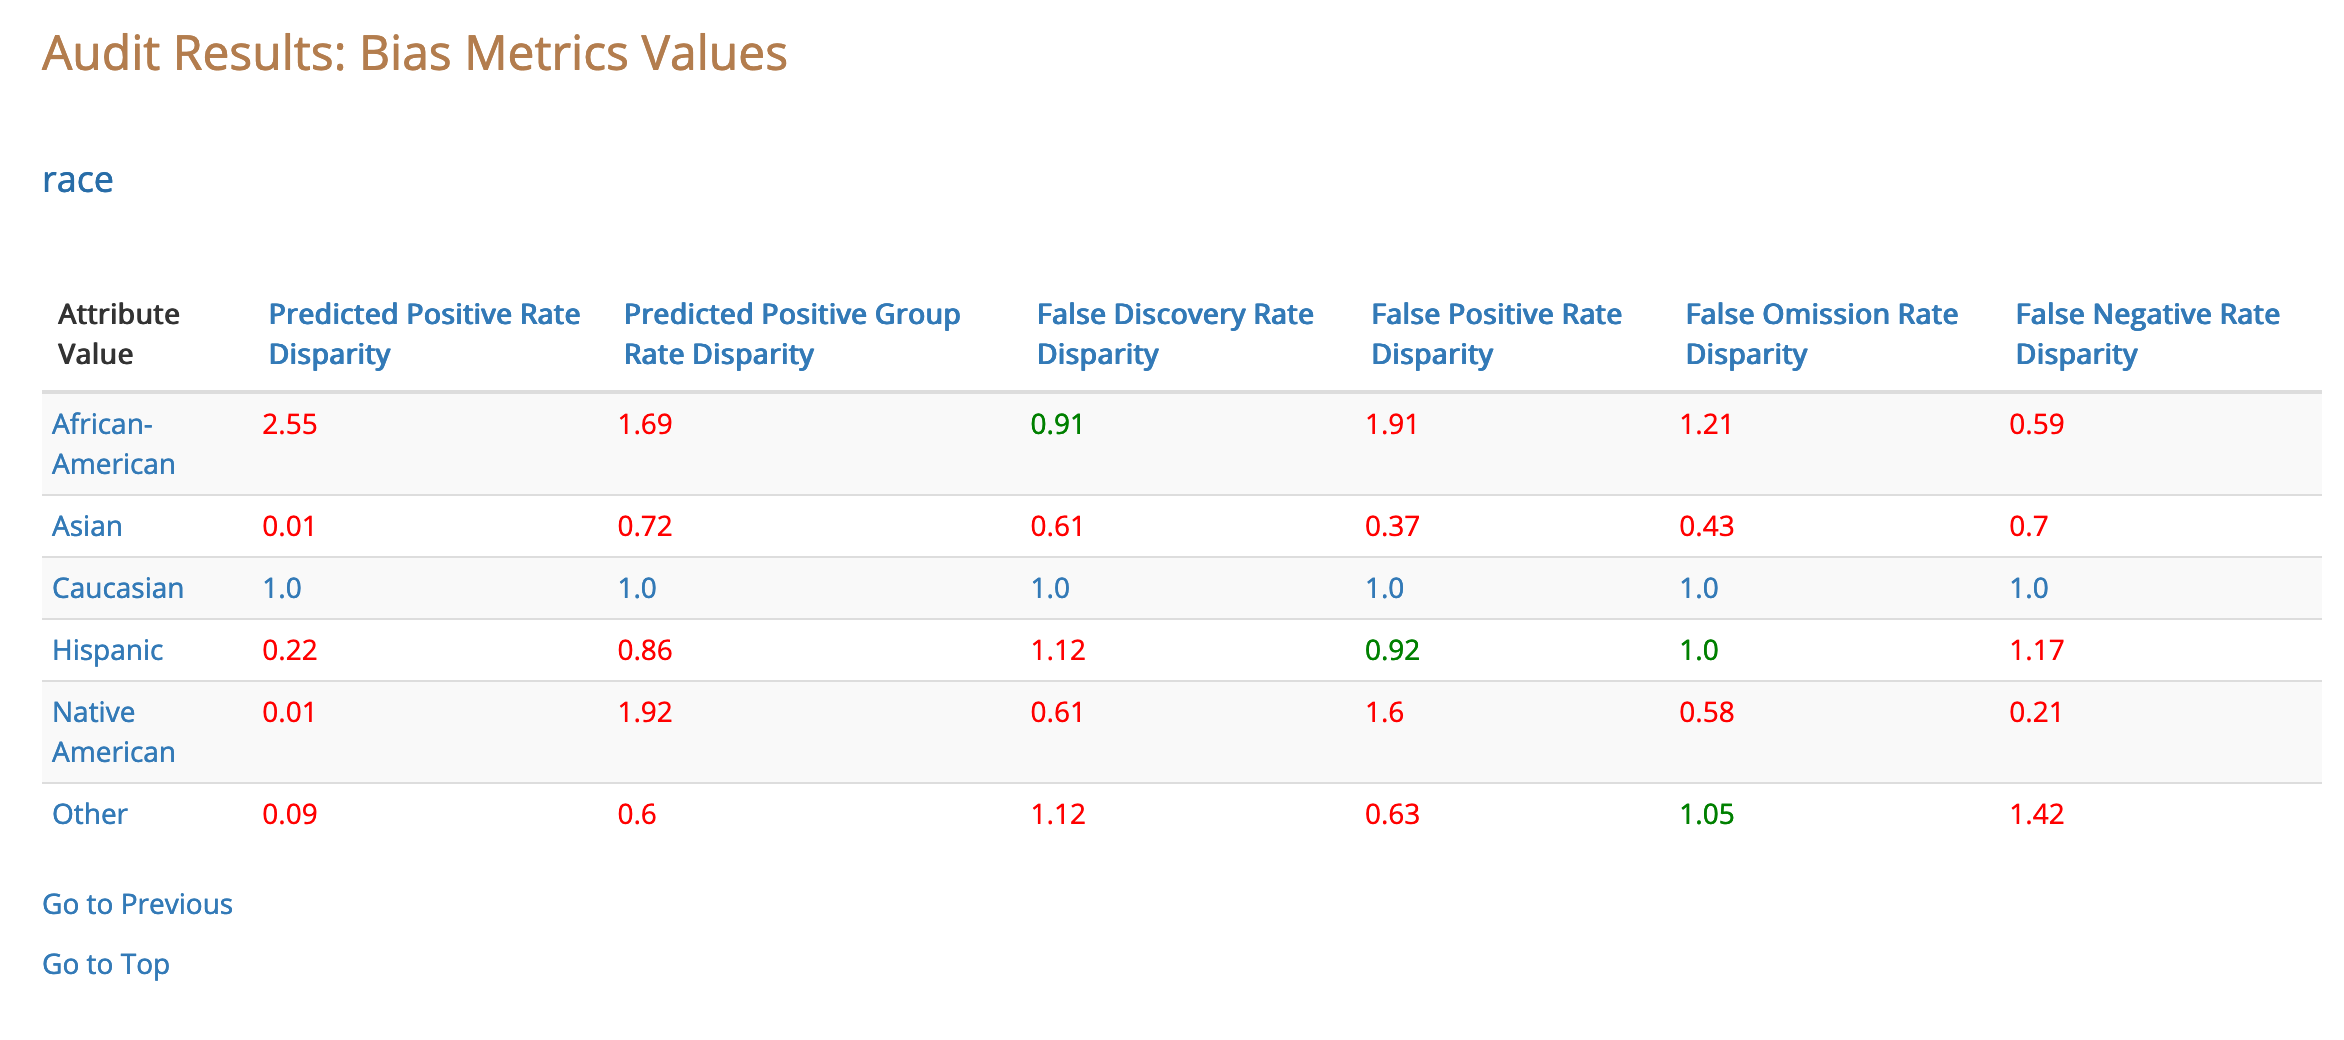 Audit Results: Bias Metrics Values
race
Attribute Value Predicted Positive Rate Disparity Predicted Positive Group Rate Disparity False Discovery Rate Disparity False Positive Rate Disparity False Omission Rate Disparity False Negative Rate Disparity
African-American 2.55 1.69 0.91 1.91 1.21 0.59
Asian 0.01 0.72 0.61 0.37 0.43 0.7
Caucasian 1.0 1.0 1.0 1.0 1.0 1.0
Hispanic 0.22 0.86 1.12 0.92 1.0 1.17
Native American 0.01 1.92 0.61 1.6 0.58 0.21
Other 0.09 0.6 1.12 0.63 1.05 1.42
Go to Previous
Go to Top